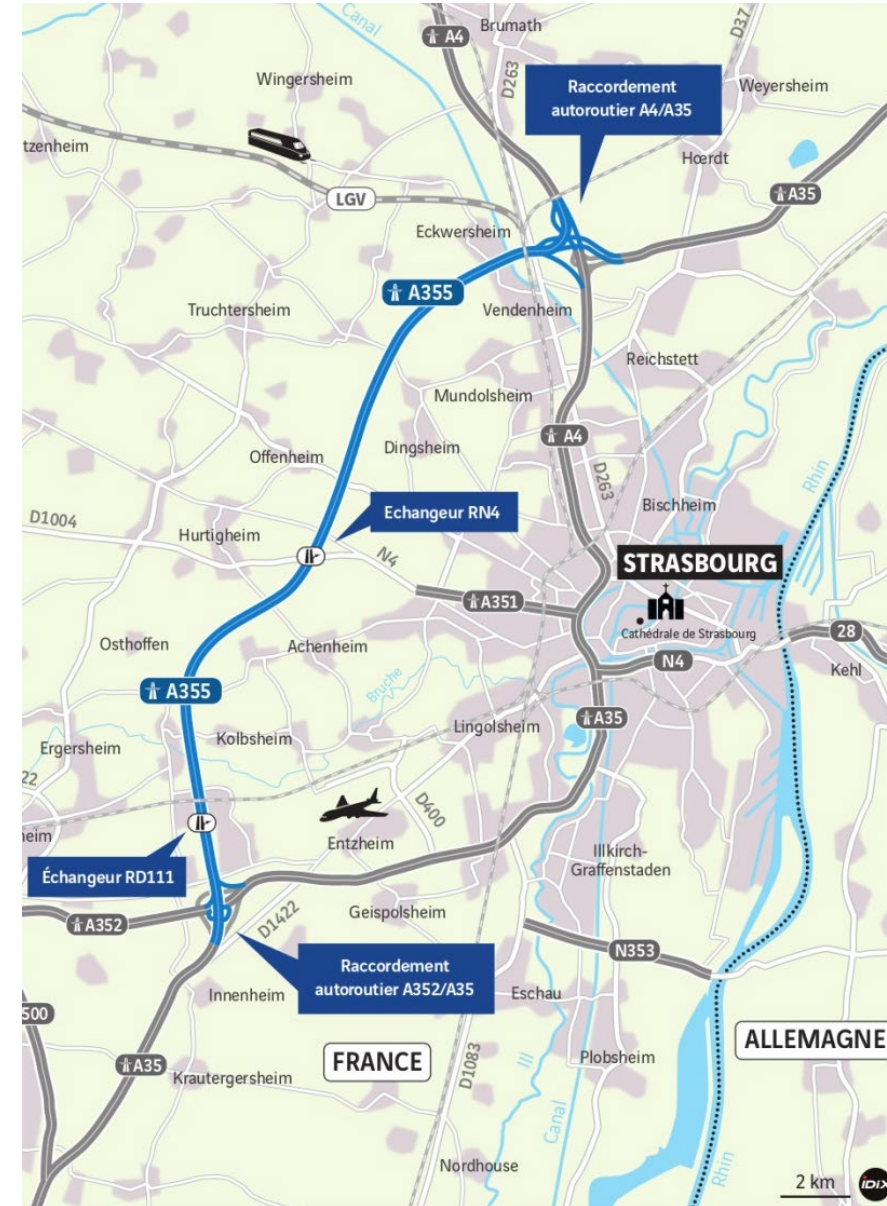 Canal
A4
Brumath
D263
D37
Wingersheim
Raccordement
autoroutier A4/A35
Weyersheim
tzenheim
Hœrdt
LGV
A35
Eckwersheim
A355
Truchtersheim
Vendenheim
Reichstett
Mundolsheim
A4
Dingsheim
Offenheim
D263
Rhin
Bischheim
D1004
Echangeur RN4
Hurtigheim
N4
STRASBOURG
A351
Cathédrale de Strasbourg
28
Osthoffen
Achenheim
N4
Kehl
A355
Bruche
A35
Lingolsheim
Kolbsheim
Ergersheim
22
D400
heim
Entzheim
Illkirch-
Graffenstaden
Échangeur RD111
Geispolsheim
A352
D1422
N353
Raccordement
autoroutier A352/A35
Innenheim
Eschau
500
ALLEMAGNE
Ill
FRANCE
D1083
Plobsheim
A35
Krautergersheim
Canal
Rhin
Nordhouse
2 km
iDiX